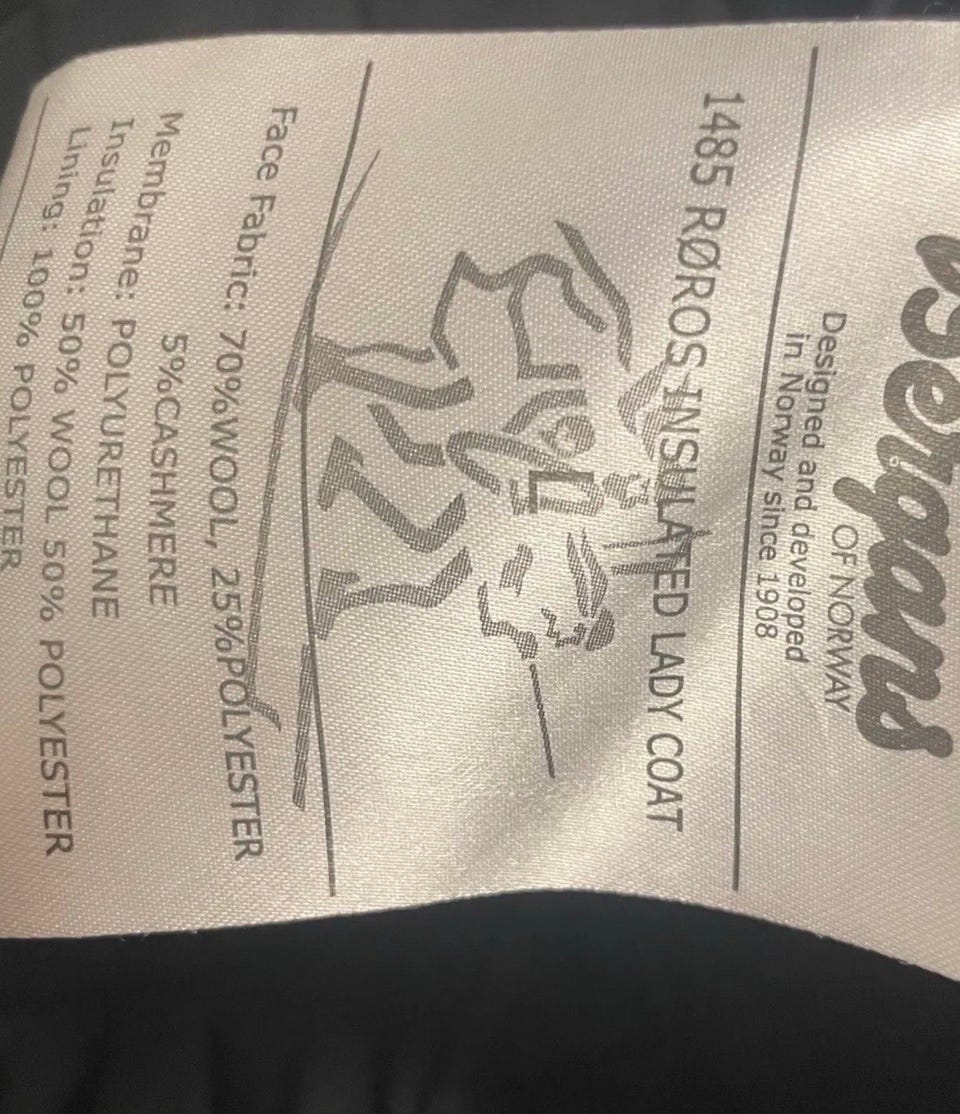 Bergans
OF NORWAY
Designed and developed
in Norway since 1908
1485 RØROS INSULATED LADY COAT
Face Fabric: 70%WOOL, 25%POLYESTER
5%CASHMERE
Membrane: POLYURETHANE
Insulation: 50% WOOL 50% POLYESTER
Lining: 100% POLYESTER